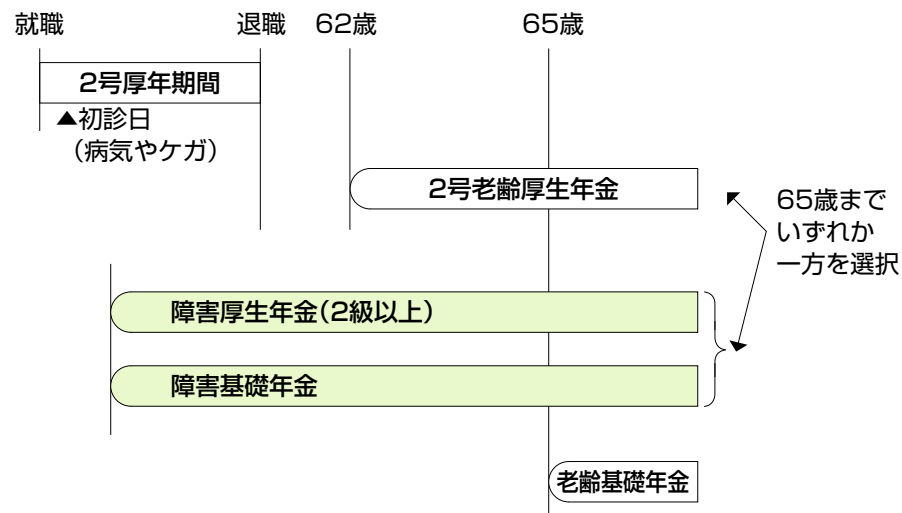 就職
退職
62歳
65歳
2号厚年期間
▲初診日
（病気やケガ）
2号老齢厚生年金
65歳まで
いずれか
一方を選択
障害厚生年金（2級以上）
障害基礎年金
老齢基礎年金